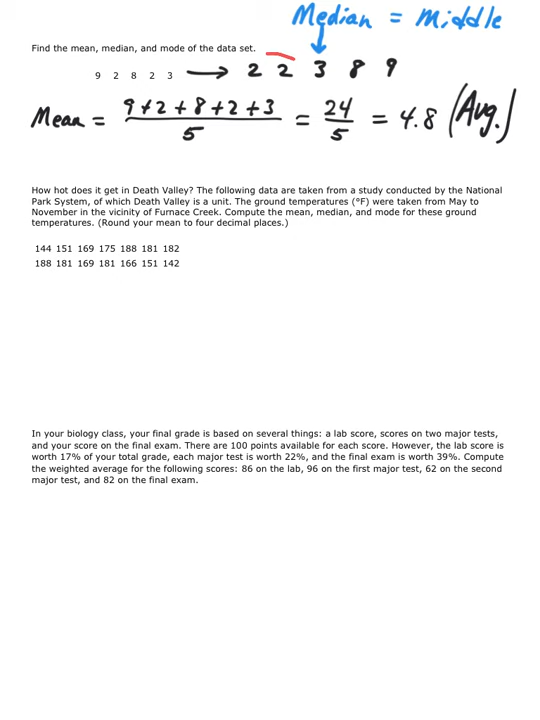 Median = Middle
Find the mean, median, and mode of the data set.
9 2 8 2 3 → 2 2 3 8 9
Mean = 9+2+8+2+3 / 5 = 24 / 5 = 4.8 (Avg.)
How hot does it get in Death Valley? The following data are taken from a study conducted by the National
Park System, of which Death Valley is a unit. The ground temperatures (°F) were taken from May to
November in the vicinity of Furnace Creek. Compute the mean, median, and mode for these ground
temperatures. (Round your mean to four decimal places.)
144 151 169 175 188 181 182
188 181 169 181 166 151 142
In your biology class, your final grade is based on several things: a lab score, scores on two major tests,
and your score on the final exam. There are 100 points available for each score. However, the lab score is
worth 17% of your total grade, each major test is worth 22%, and the final exam is worth 39%. Compute
the weighted average for the following scores: 86 on the lab, 96 on the first major test, 62 on the second
major test, and 82 on the final exam.